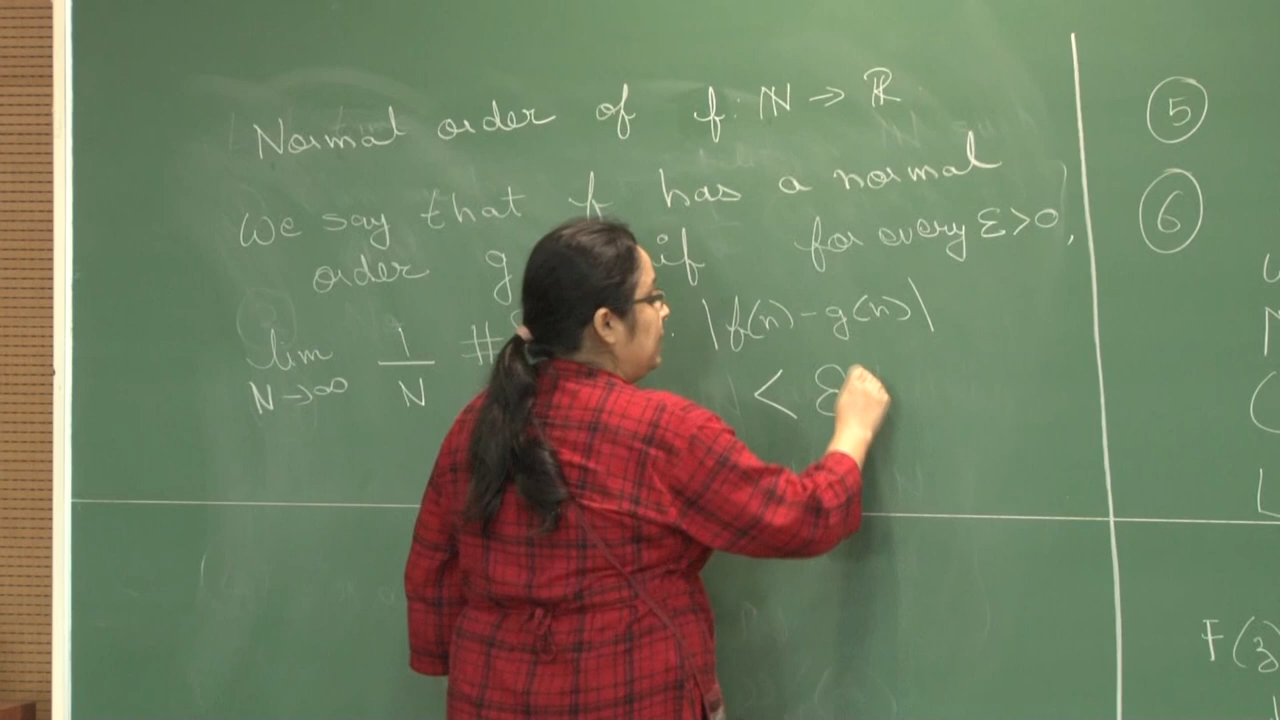 Normal order of f: ℕ → ℝ
We say that f has a normal
order g if for every ε>0,
lim N→∞ 1/N # : |f(n)-g(n)|
< ε
⑤
⑥
F(z